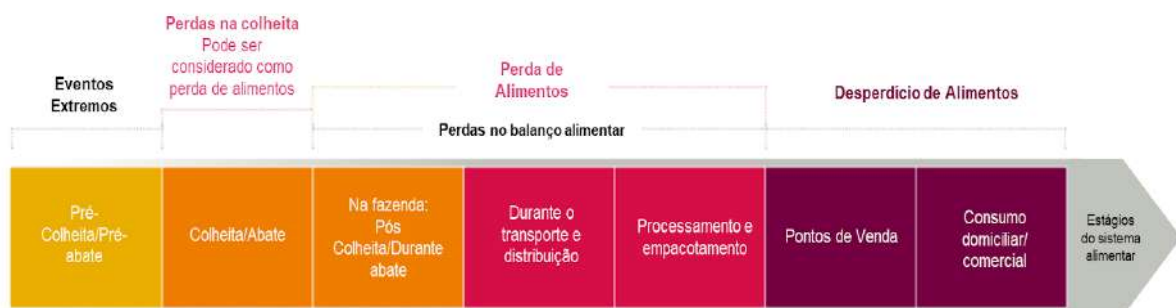 Perdas na colheita
Pode ser
considerado como
perda de alimentos
Eventos
Extremos
Perda de
Alimentos
Desperdício de Alimentos
Perdas no balanço alimentar
Pré-
Colheita/Pré-
abate
Colheita/Abate
Na fazenda:
Pós
Colheita/Durante
abate
Durante o
transporte e
distribuição
Processamento e
empacotamento
Pontos de Venda
Consumo
domiciliar/
comercial
Estágios
do sistema
alimentar